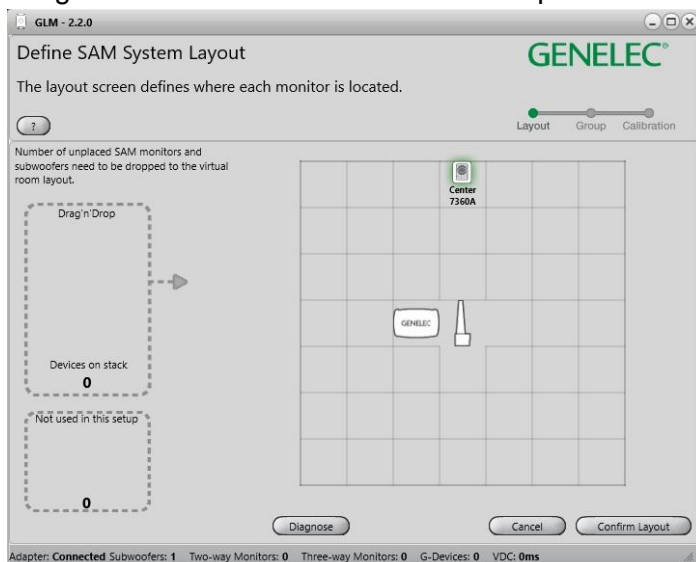 GLM - 2.2.0
Define SAM System Layout
GENELEC®
The layout screen defines where each monitor is located.
?
Layout Group Calibration
Number of unplaced SAM monitors and
subwoofers need to be dropped to the virtual
room layout.
Drag'n'Drop
Devices on stack
0
Not used in this setup
0
Center
7360A
GENELEC
Diagnose
Cancel
Confirm Layout
Adapter: Connected Subwoofers: 1 Two-way Monitors: 0 Three-way Monitors: 0 G-Devices: 0 VDC: 0ms